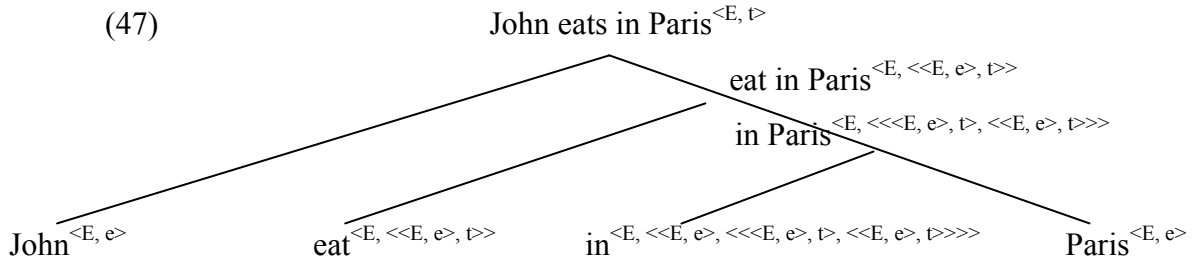 (47) John eats in Paris<E, t>
eat in Paris<E, <<E, e>, t>>
in Paris<E, <<<E, e>, t>, <<E, e>, t>>>
John<E, e> eat<E, <<E, e>, t>> in<E, <<E, e>, <<<E, e>, t>, <<E, e>, t>>>> Paris<E, e>